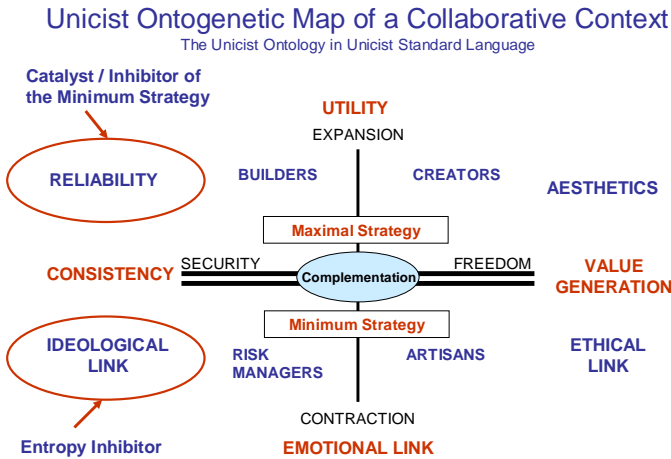 Unicist Ontogenetic Map of a Collaborative Context
The Unicist Ontology in Unicist Standard Language
Catalyst / Inhibitor of
the Minimum Strategy
UTILITY
EXPANSION
RELIABILITY
BUILDERS
CREATORS
AESTHETICS
Maximal Strategy
CONSISTENCY
SECURITY
Complementation
FREEDOM
VALUE
GENERATION
Minimum Strategy
IDEOLOGICAL
LINK
RISK
MANAGERS
ARTISANS
ETHICAL
LINK
CONTRACTION
Entropy Inhibitor
EMOTIONAL LINK